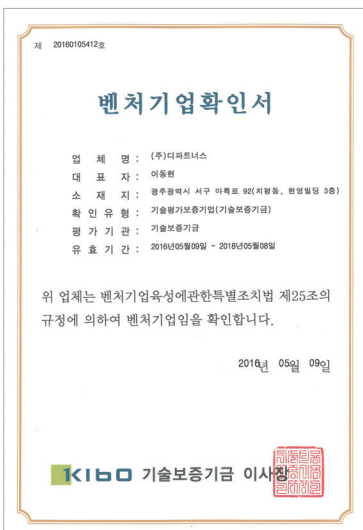 제 20160105412호
벤처기업확인서
업 체 명 : (주)디파트너스
대 표 자 : 이동현
소 재 지 : 광주광역시 서구 마륵로 92(치평동, 현영빌딩 3층)
확 인 유 형 : 기술평가보증기업(기술보증기금)
평 가 기 관 : 기술보증기금
유 효 기 간 : 2016년05월09일 ~ 2018년05월08일
위 업체는 벤처기업육성에관한특별조치법 제25조의
규정에 의하여 벤처기업임을 확인합니다.
2016년 05월 09일
KIBO 기술보증기금 이사장